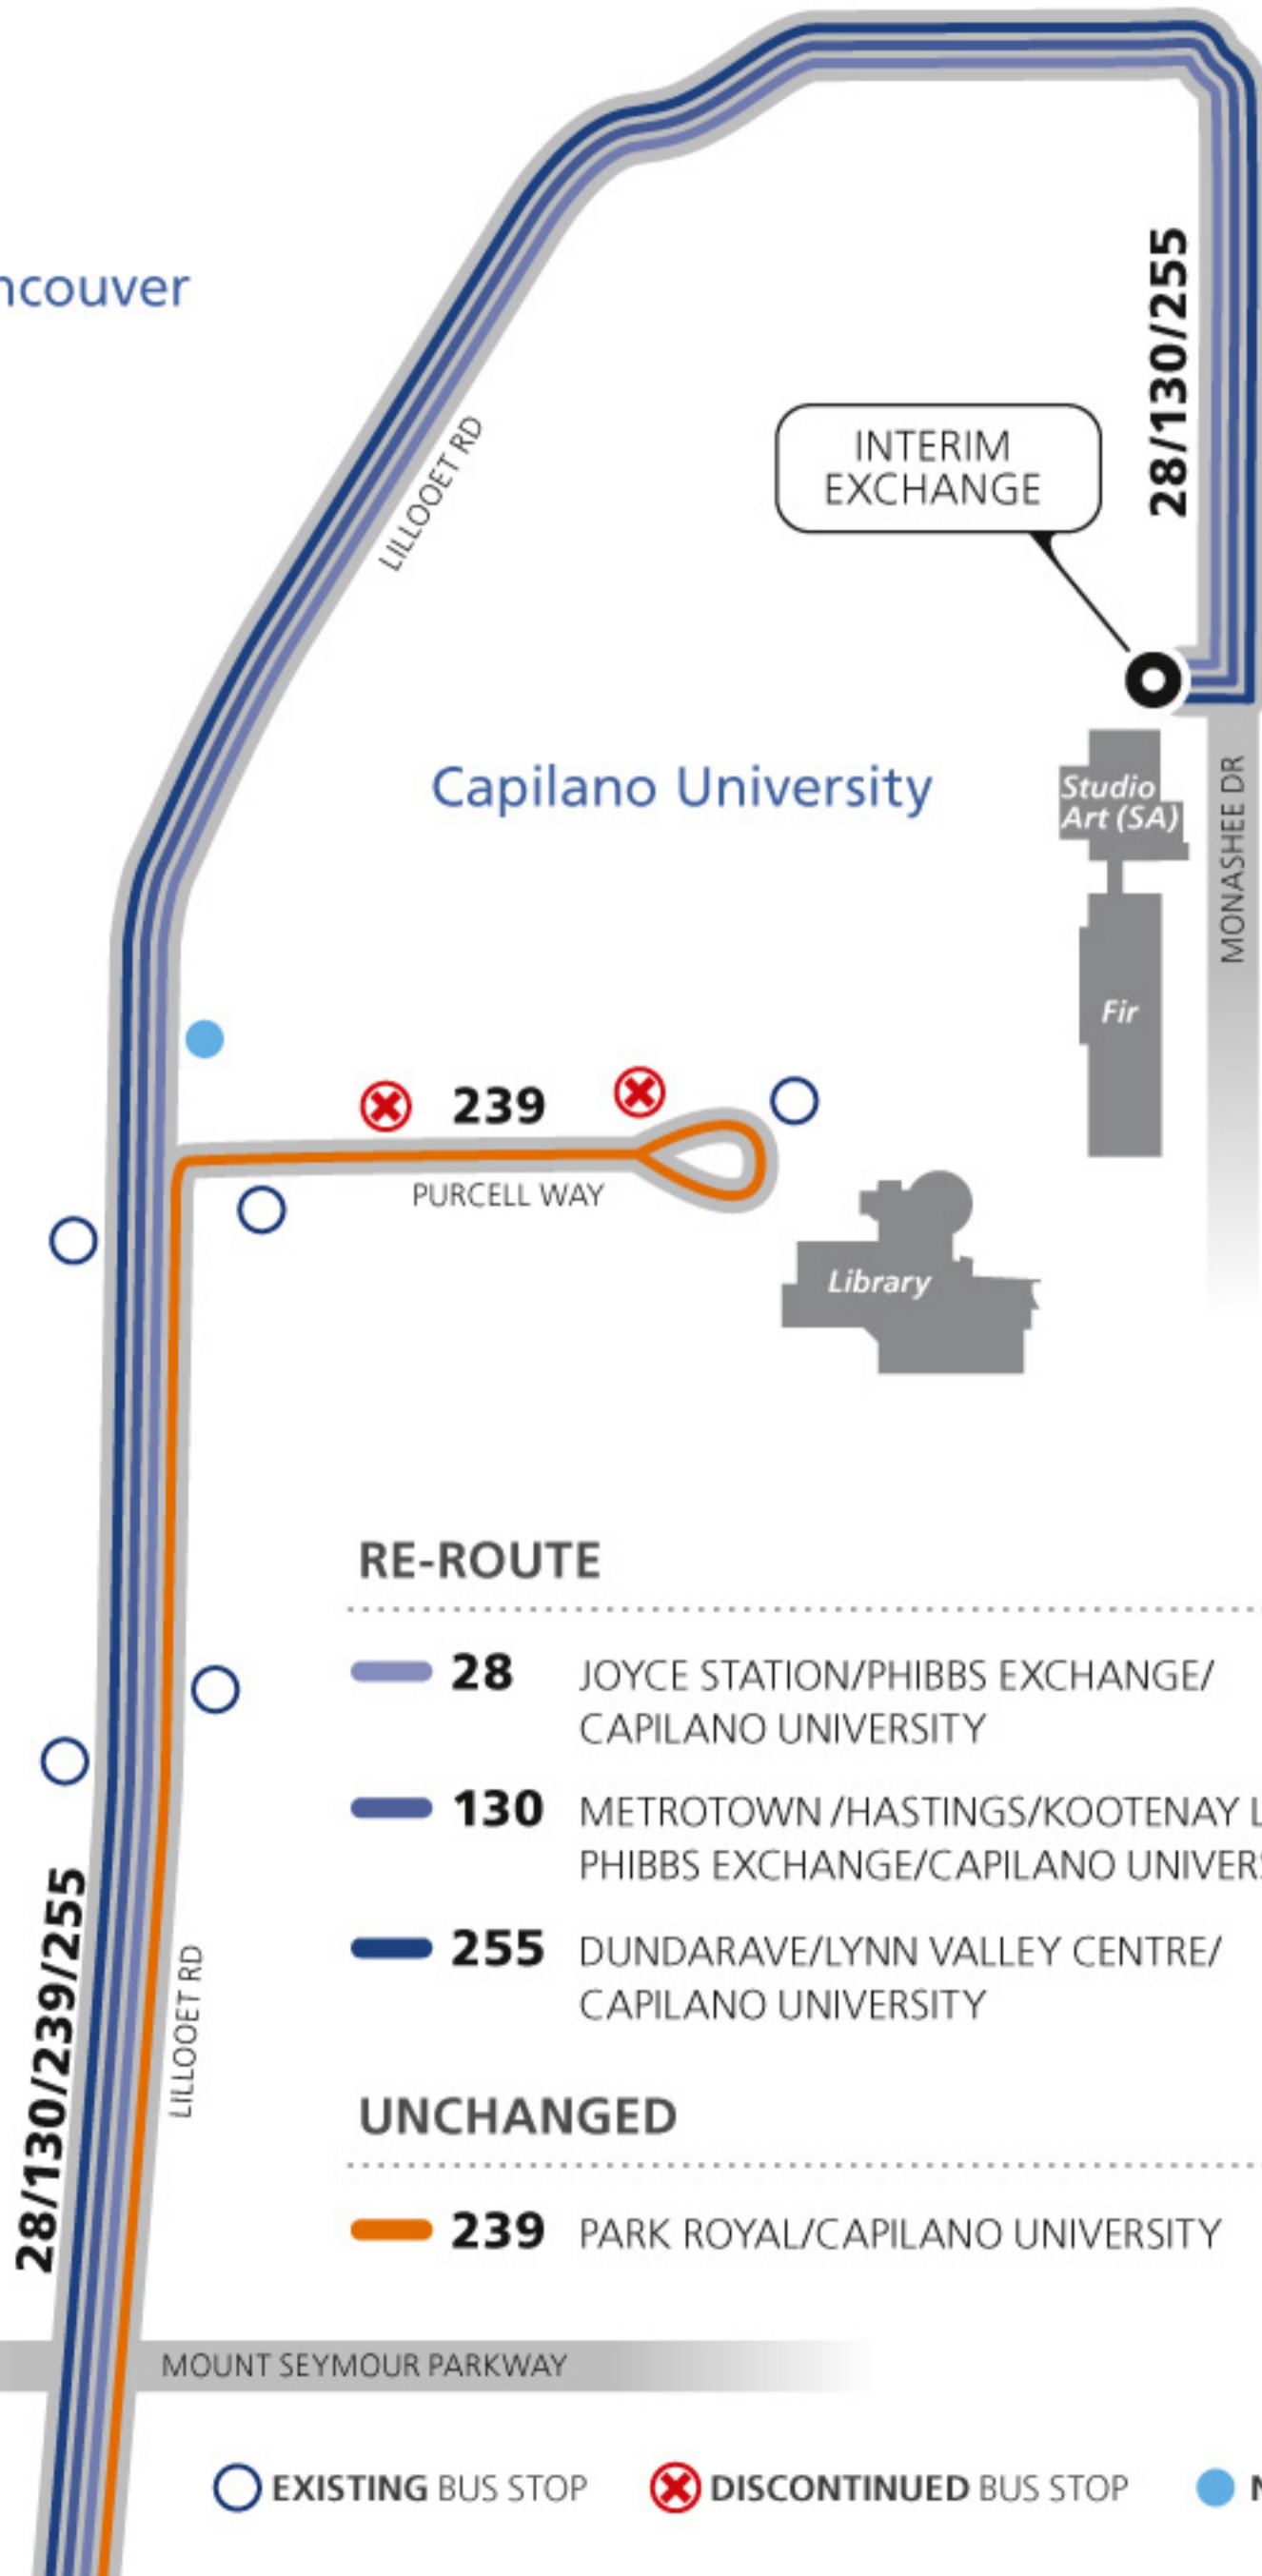 ncouver
28/130/255
INTERIM
EXCHANGE
LILLOOET RD
Capilano University
Studio
Art (SA)
MONASHEE DR
Fir
239
PURCELL WAY
Library
RE-ROUTE
28 JOYCE STATION/PHIBBS EXCHANGE/
CAPILANO UNIVERSITY
130 METROTOWN /HASTINGS/KOOTENAY L
PHIBBS EXCHANGE/CAPILANO UNIVERS
255 DUNDARAVE/LYNN VALLEY CENTRE/
CAPILANO UNIVERSITY
28/130/239/255
LILLOOET RD
UNCHANGED
239 PARK ROYAL/CAPILANO UNIVERSITY
MOUNT SEYMOUR PARKWAY
EXISTING BUS STOP DISCONTINUED BUS STOP N